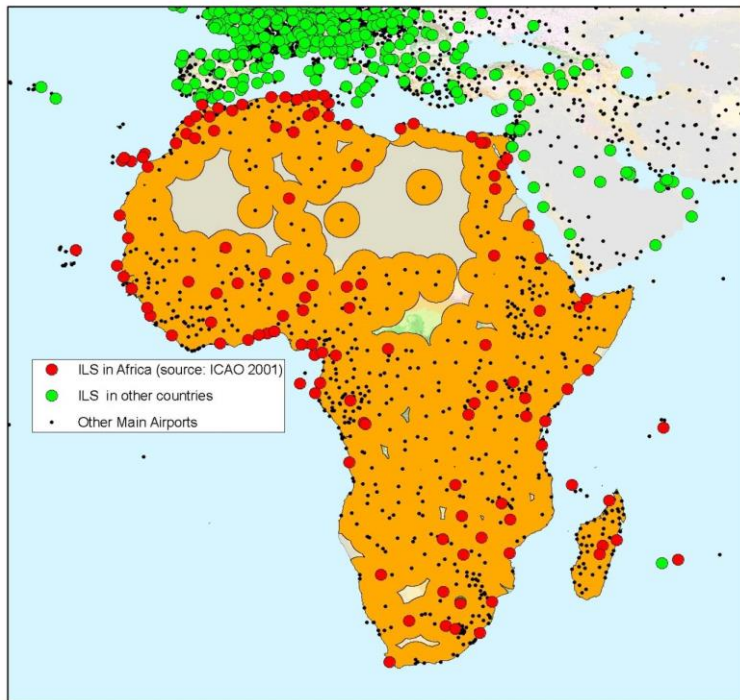 ILS in Africa (source: ICAO 2001)
ILS in other countries
Other Main Airports